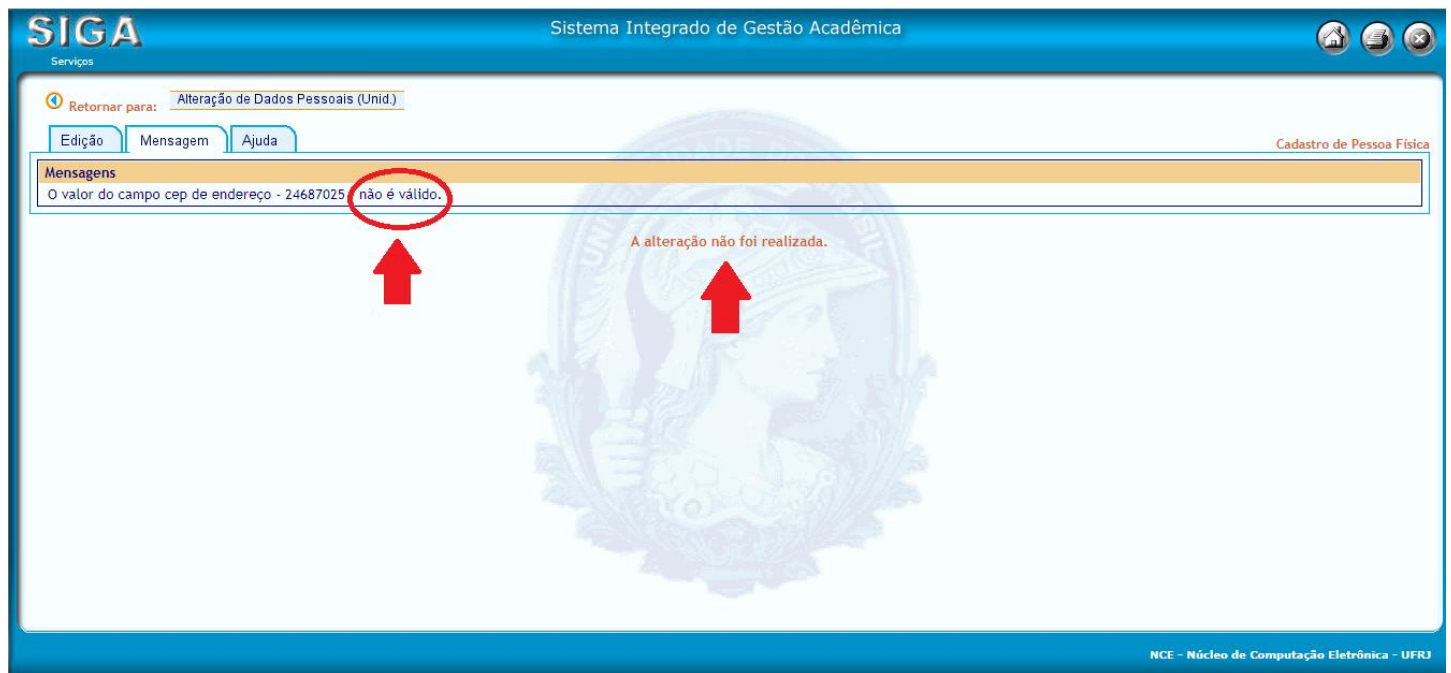 SIGA
Sistema Integrado de Gestão Acadêmica
Serviços
Retornar para: Alteração de Dados Pessoais (Unid.)
Edição Mensagem Ajuda
Cadastro de Pessoa Física
Mensagens
O valor do campo cep de endereço - 24687025 não é válido.
A alteração não foi realizada.
NCE - Núcleo de Computação Eletrônica - UFRJ